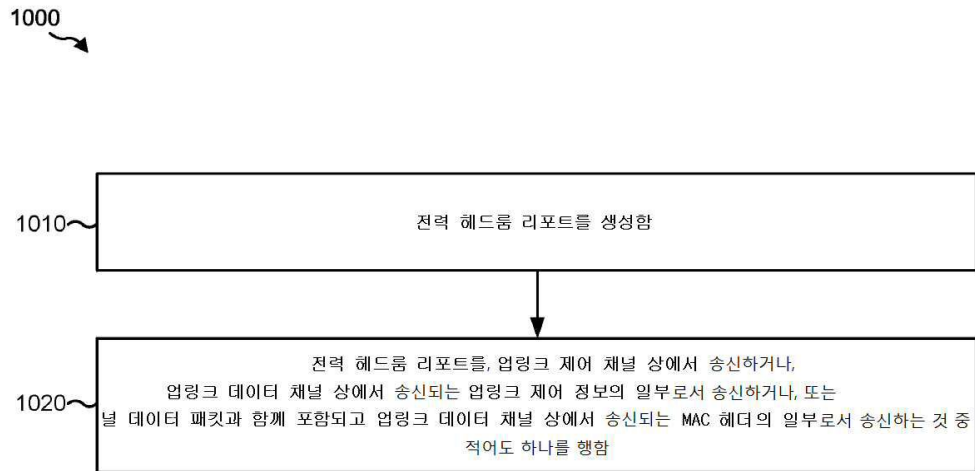 1000
1010
전력 헤드룸 리포트를 생성함
1020
전력 헤드룸 리포트를, 업링크 제어 채널 상에서 송신하거나,
업링크 데이터 채널 상에서 송신되는 업링크 제어 정보의 일부로서 송신하거나, 또는
널 데이터 패킷과 함께 포함되고 업링크 데이터 채널 상에서 송신되는 MAC 헤더의 일부로서 송신하는 것 중
적어도 하나를 행함